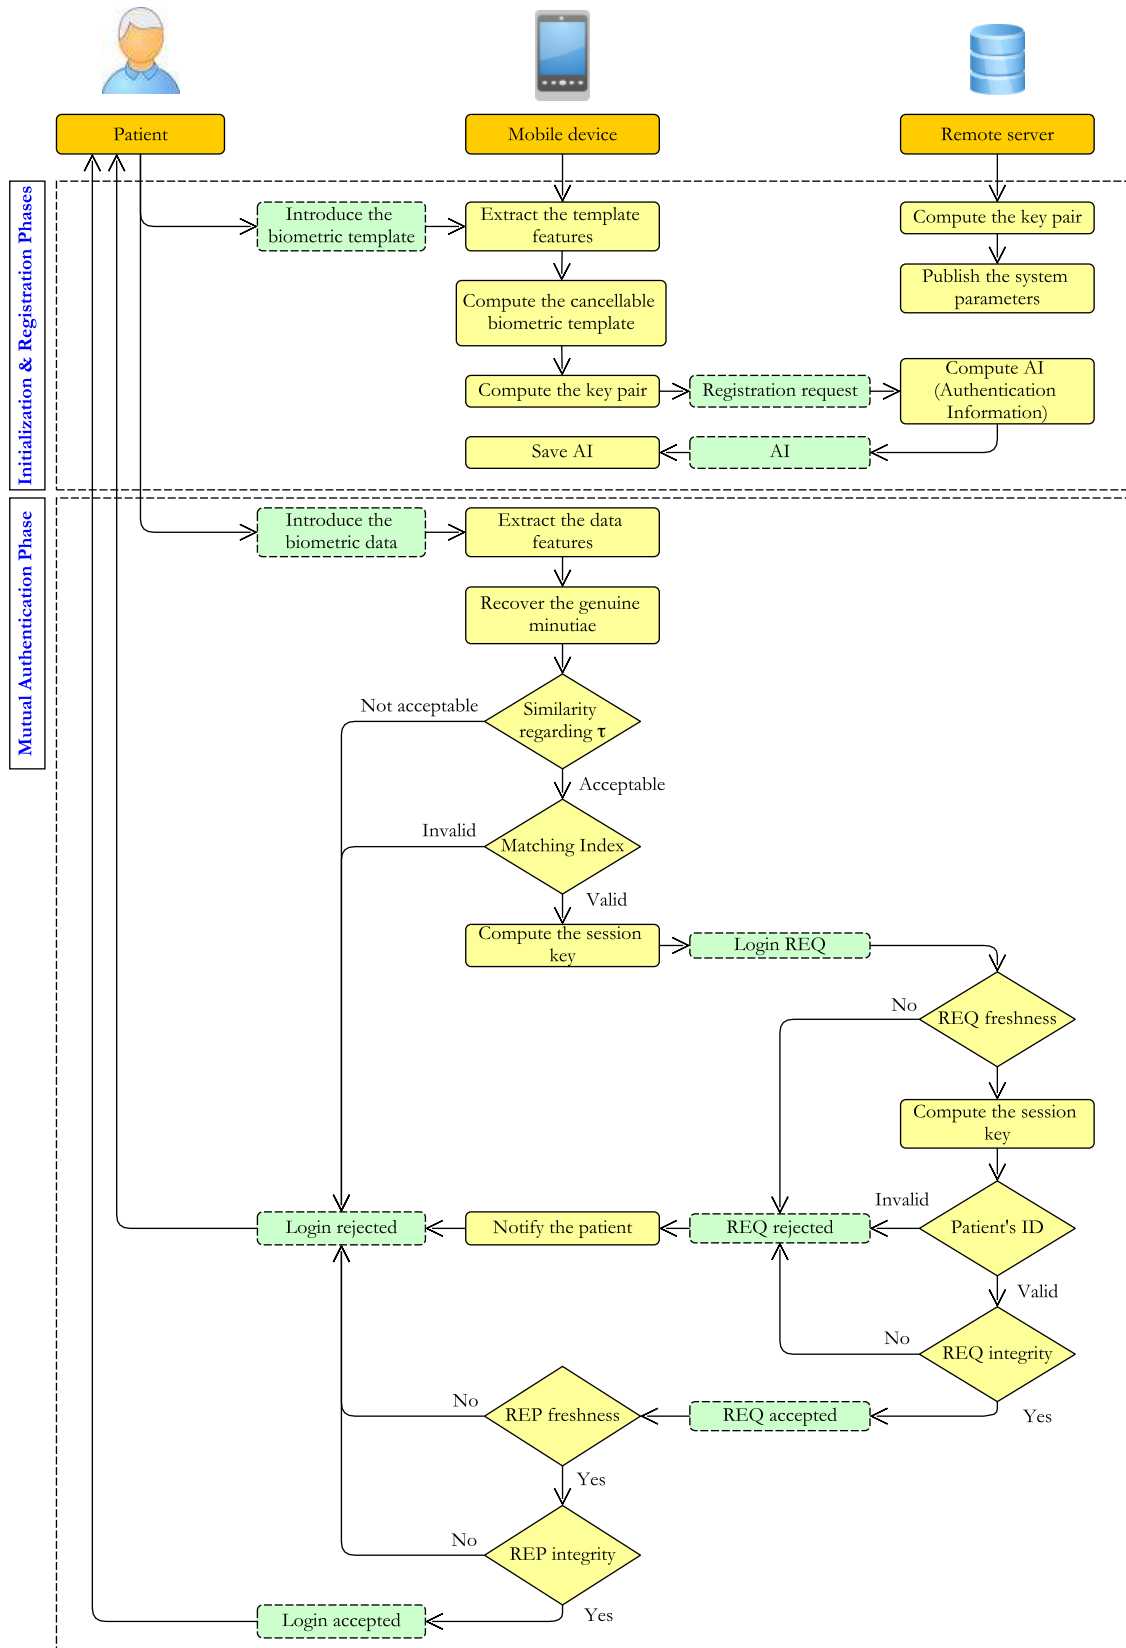 Patient
Mobile device
Remote server
Initialization & Registration Phases
Introduce the
biometric template
Extract the template
features
Compute the key pair
Publish the system
parameters
Compute the cancellable
biometric template
Compute the key pair
Registration request
Compute AI
(Authentication
Information)
Save AI
AI
Mutual Authentication Phase
Introduce the
biometric data
Extract the data
features
Recover the genuine
minutiae
Not acceptable
Similarity
regarding τ
Acceptable
Invalid
Matching Index
Valid
Compute the session
key
Login REQ
No
REQ freshness
Compute the session
key
Invalid
Login rejected
Notify the patient
REQ rejected
Patient's ID
Valid
No
REQ integrity
No
REP freshness
REQ accepted
Yes
Yes
No
REP integrity
Login accepted
Yes